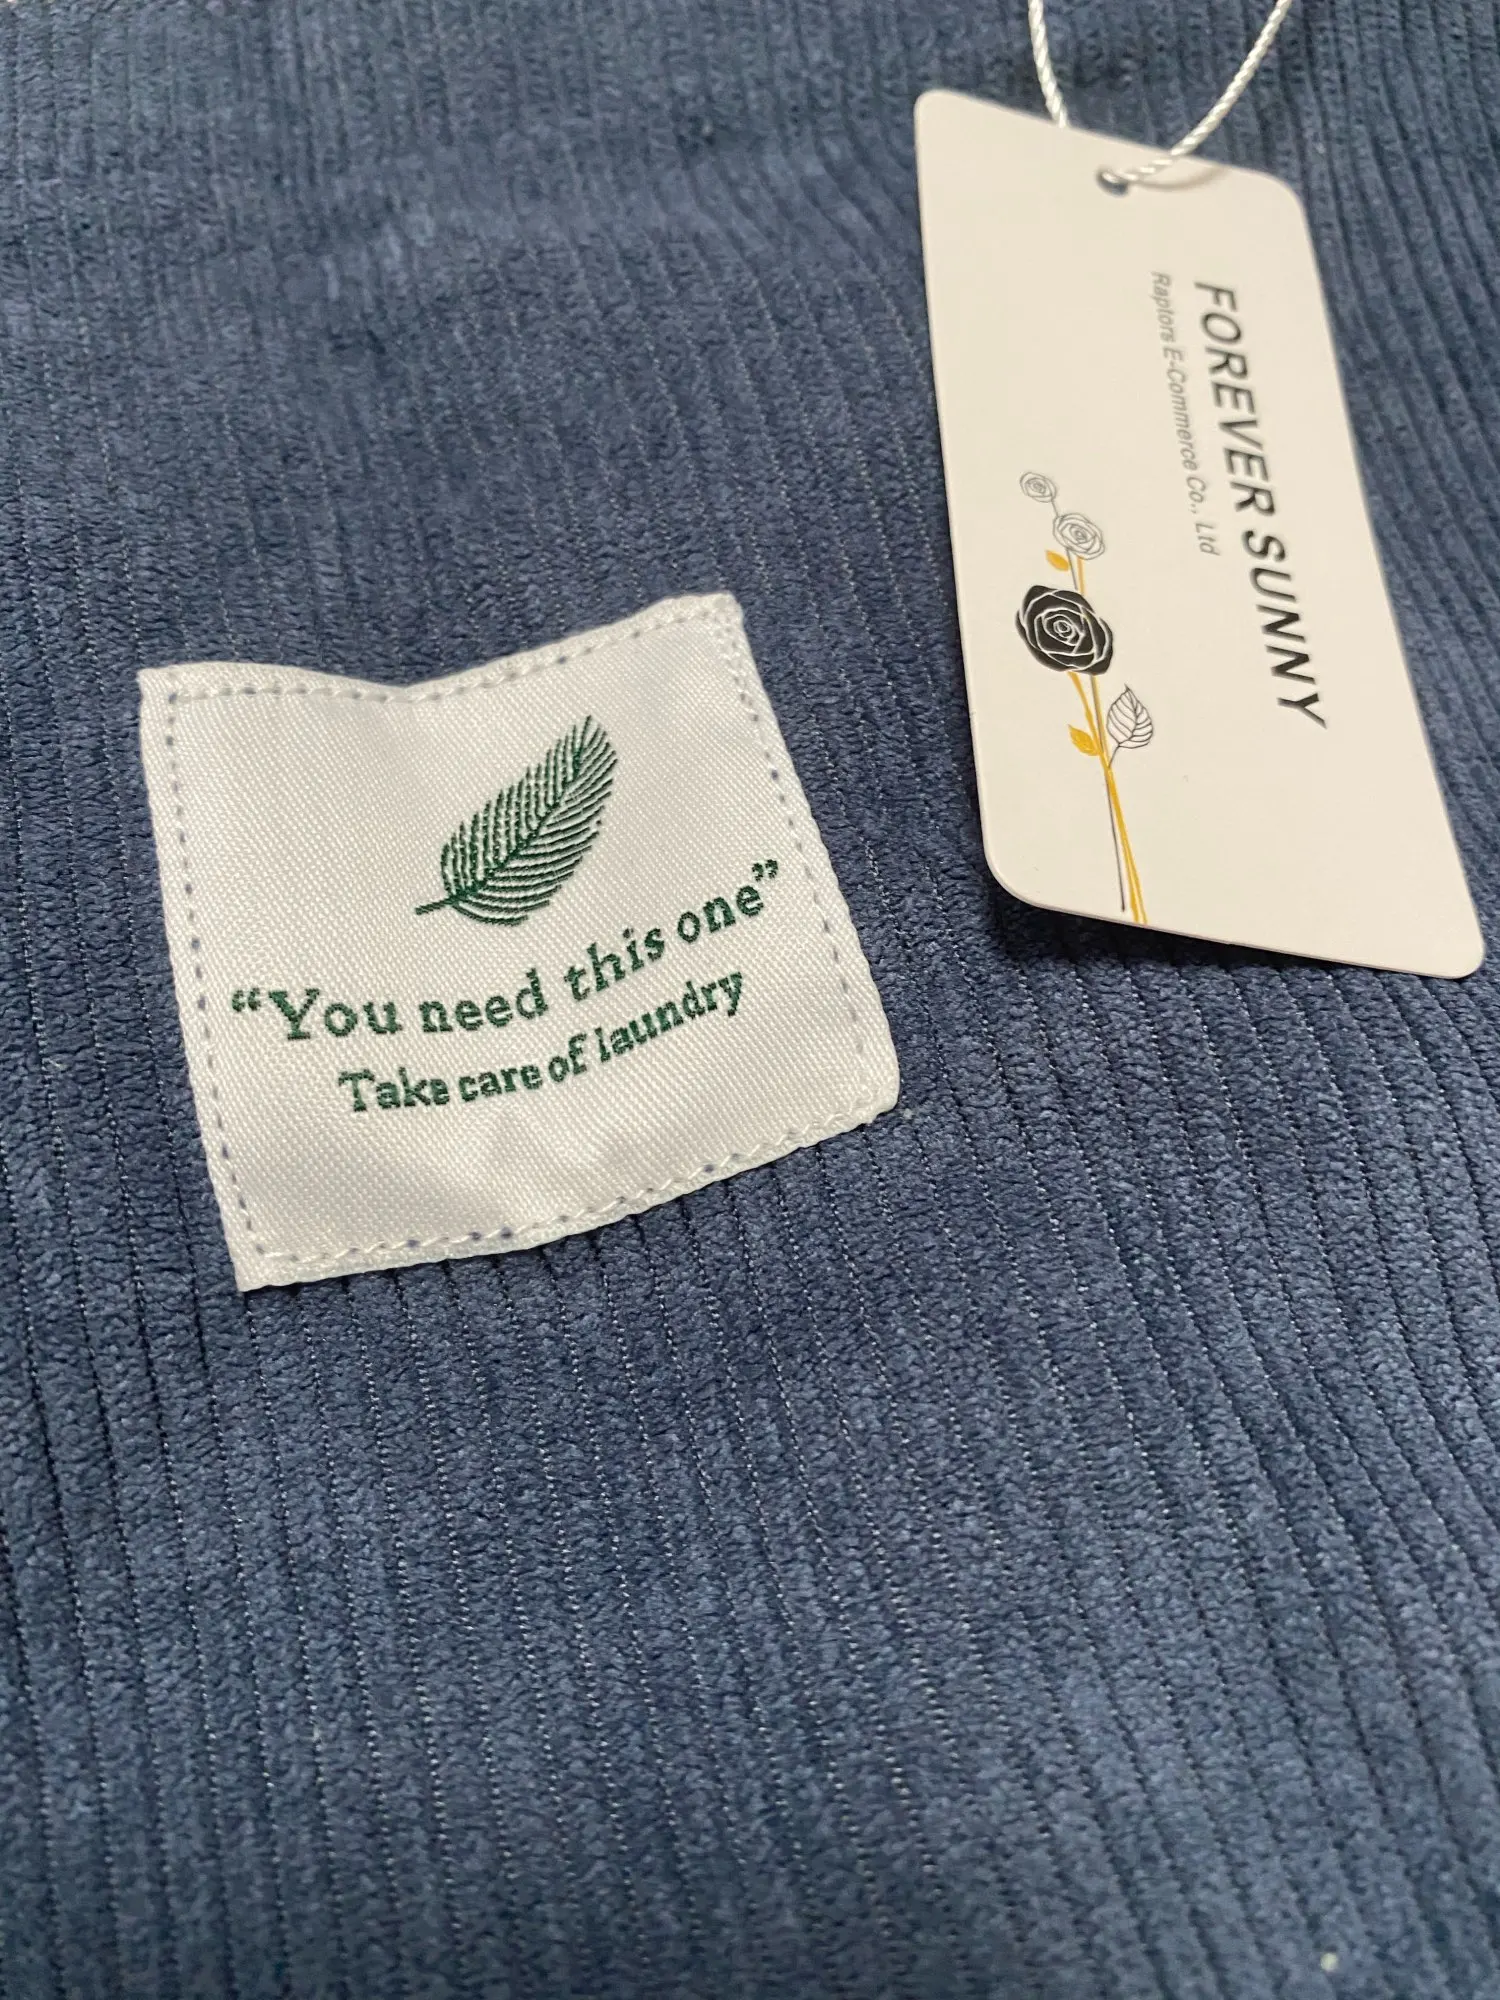 FOREVER SUNNY
Raptors E-Commerce Co., Ltd
“You need this one”
Take care of laundry